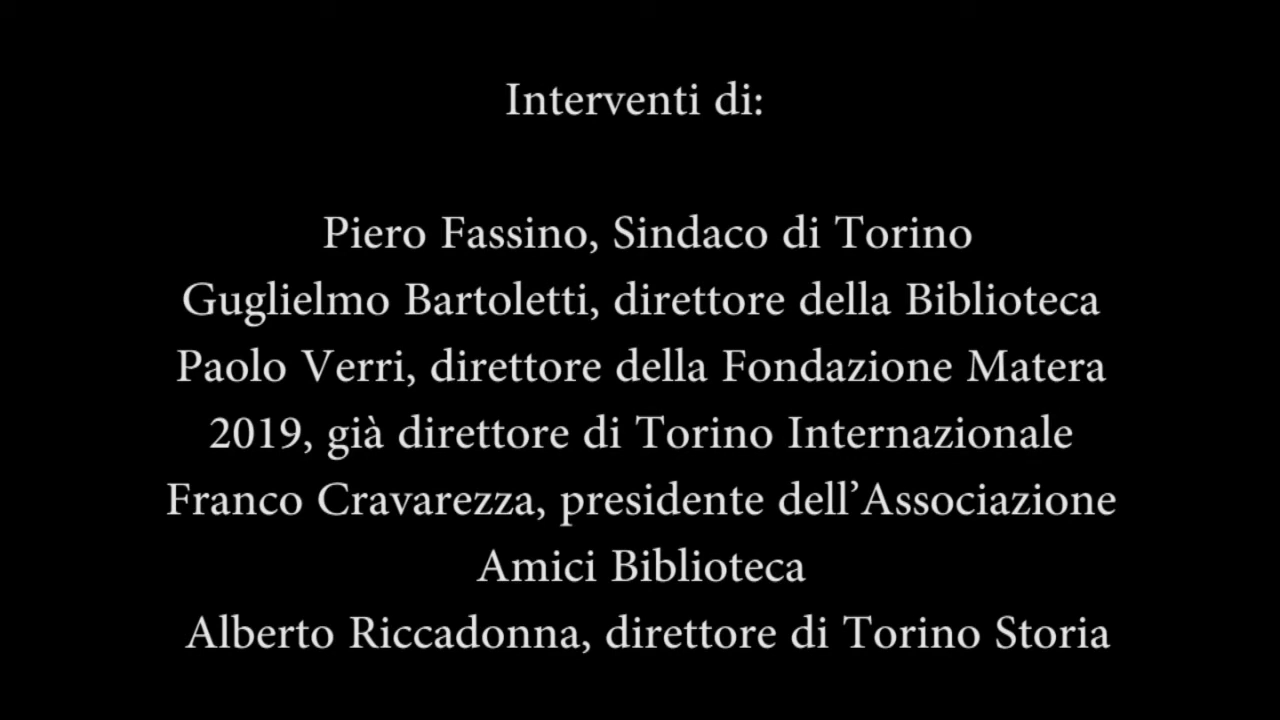 Interventi di:
Piero Fassino, Sindaco di Torino
Guglielmo Bartoletti, direttore della Biblioteca
Paolo Verri, direttore della Fondazione Matera
2019, già direttore di Torino Internazionale
Franco Cravarezza, presidente dell’Associazione
Amici Biblioteca
Alberto Riccadonna, direttore di Torino Storia